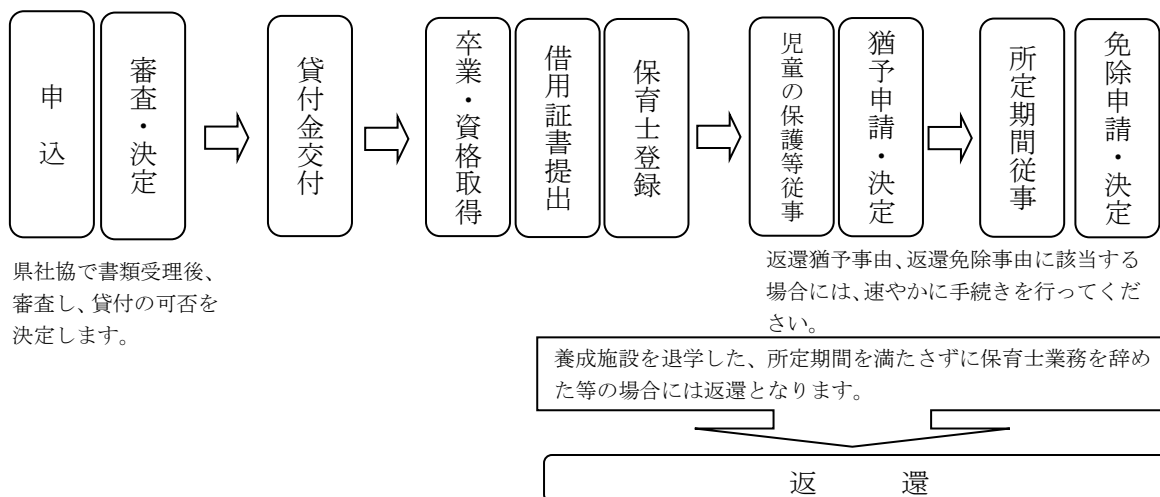 申込
審査・決定
貸付金交付
卒業・資格取得
借用証書提出
保育士登録
児童の保護等従事
猶予申請・決定
所定期間従事
免除申請・決定
県社協で書類受理後、
審査し、貸付の可否を
決定します。
返還猶予事由、返還免除事由に該当する
場合には、速やかに手続きを行ってくだ
さい。
養成施設を退学した、所定期間を満たさずに保育士業務を辞め
た等の場合には返還となります。
返　還